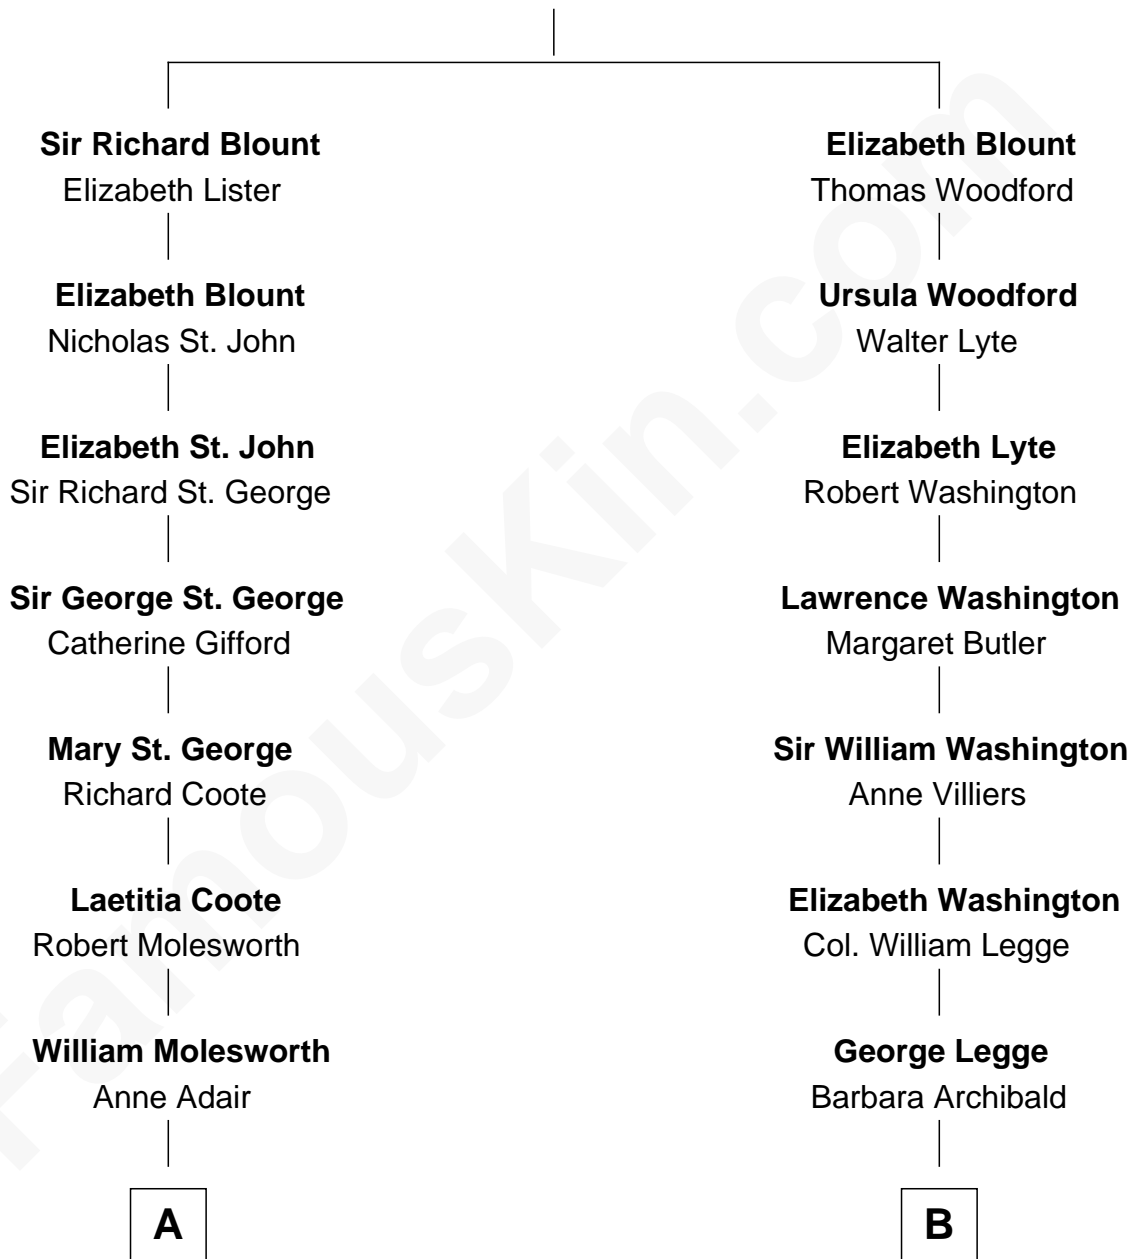 Sir Richard Blount
Elizabeth Lister
Elizabeth Blount
Nicholas St. John
Elizabeth St. John
Sir Richard St. George
Sir George St. George
Catherine Gifford
Mary St. George
Richard Coote
Laetitia Coote
Robert Molesworth
William Molesworth
Anne Adair
A
Elizabeth Blount
Thomas Woodford
Ursula Woodford
Walter Lyte
Elizabeth Lyte
Robert Washington
Lawrence Washington
Margaret Butler
Sir William Washington
Anne Villiers
Elizabeth Washington
Col. William Legge
George Legge
Barbara Archibald
B
FamousKin.com